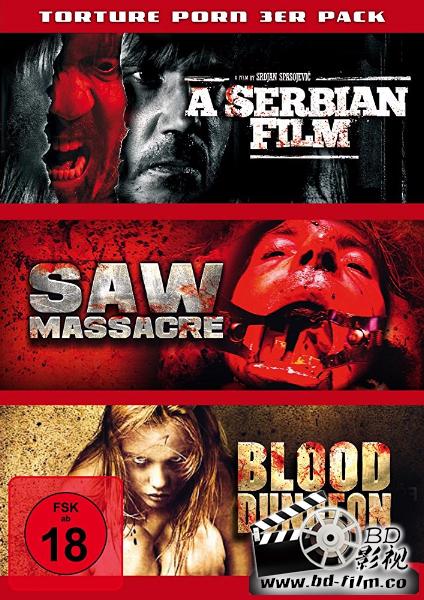 TORTURE PORN 3ER PACK
A FILM BY SRDJAN SPASOJEVIĆ
A SERBIAN
FILM
SAW
MASSACRE
BLOOD
DUNGEON
FSK
ab
18
BD
影视
www.bd-film.co